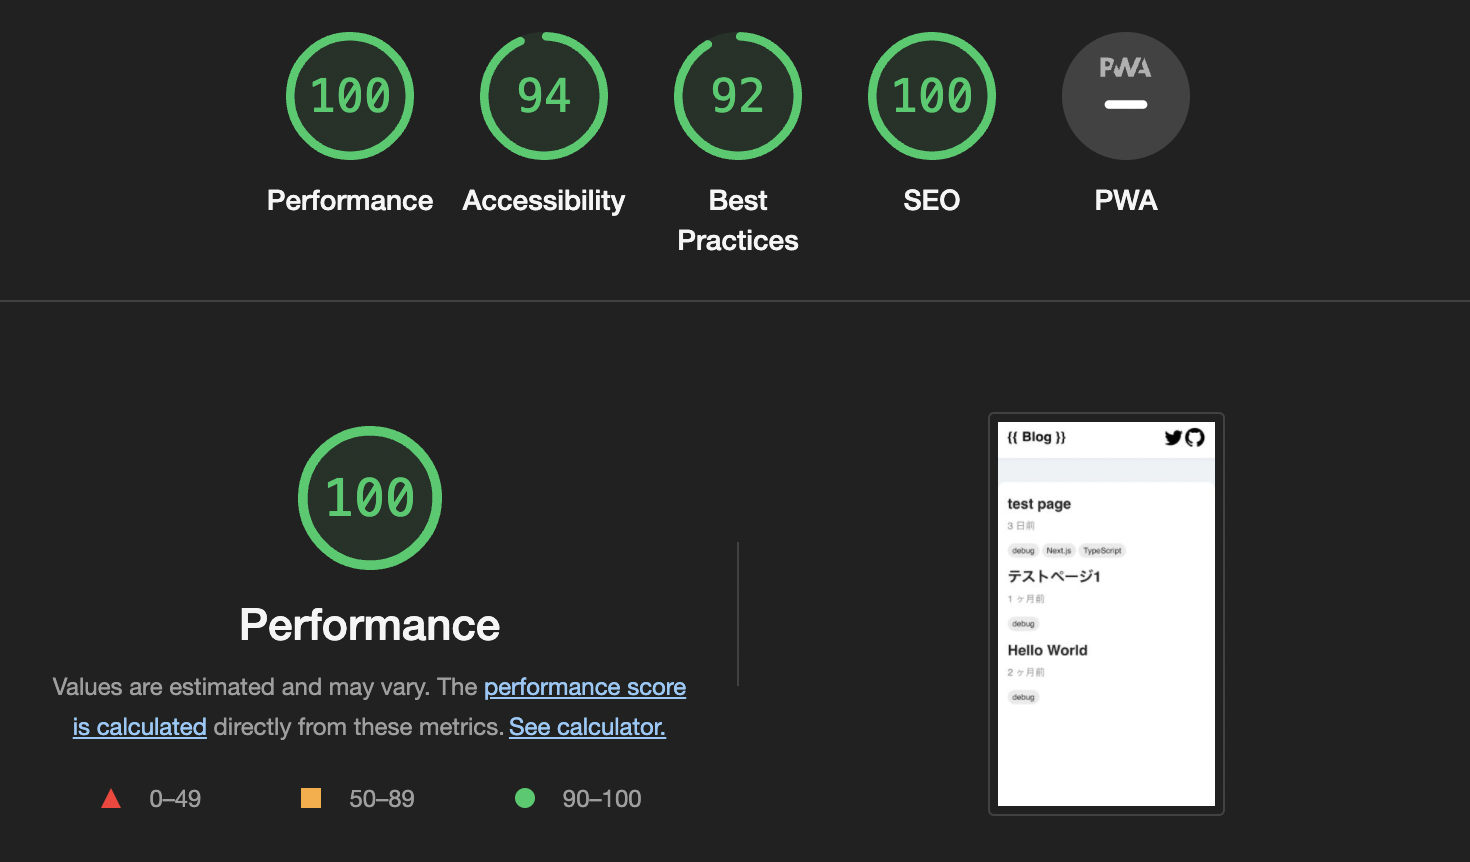 100
94
92
100
PWA
Performance
Accessibility
Best
Practices
SEO
PWA
100
Performance
Values are estimated and may vary. The performance score
is calculated directly from these metrics. See calculator.
0–49
50–89
90–100
{{ Blog }}
test page
3 日前
debug Next.js TypeScript
テストページ1
1 ヶ月前
debug
Hello World
2 ヶ月前
debug